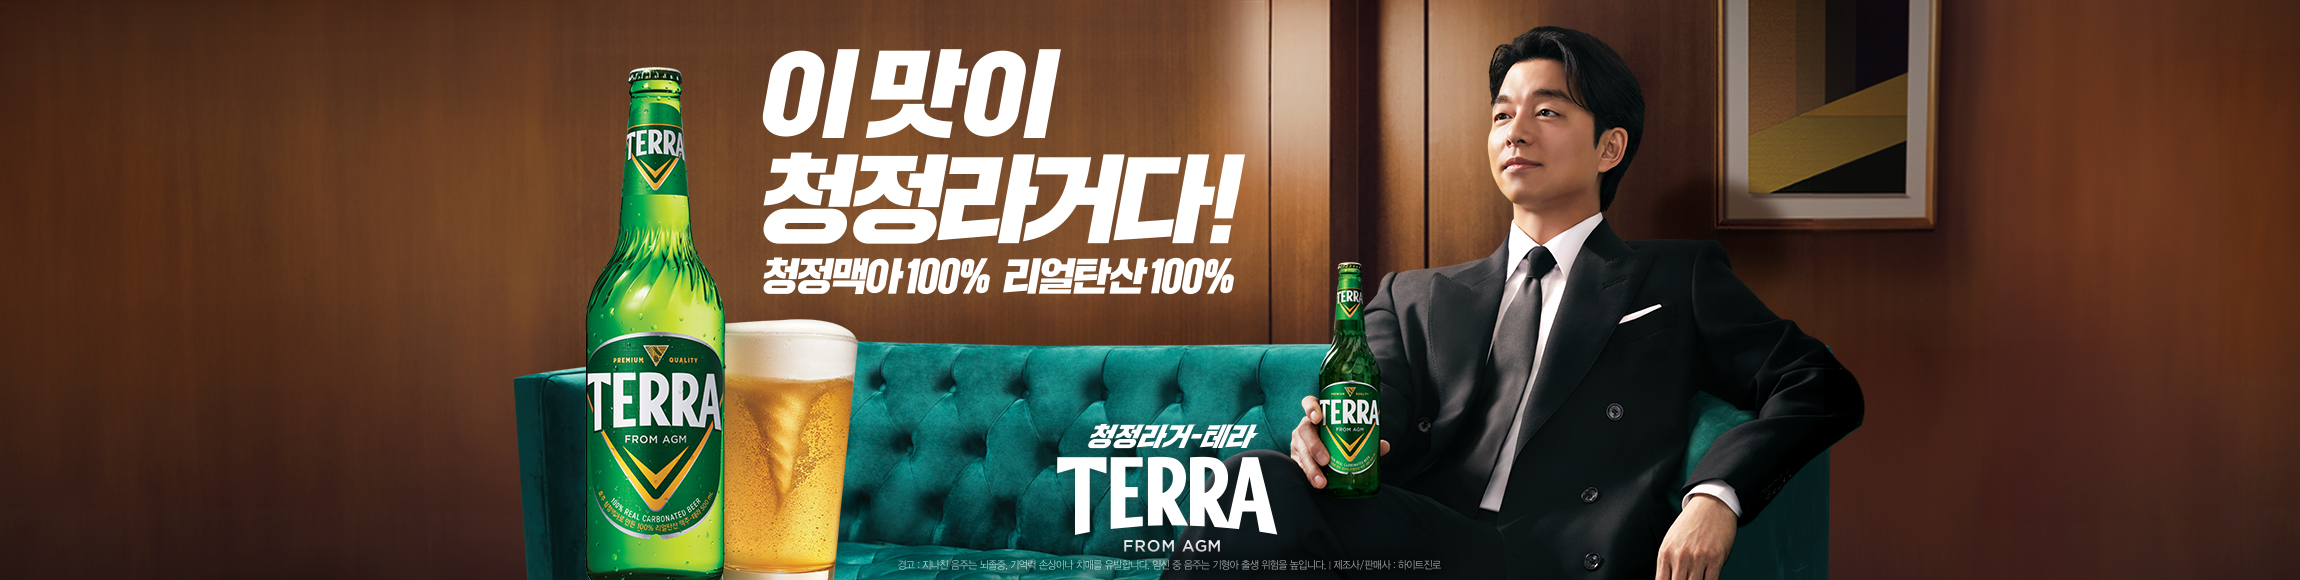 이 맛이
청정라거다!
청정맥아 100% 리얼탄산 100%
TERRA
PREMIUM QUALITY
TERRA
FROM AGM
100% REAL CARBONATED BEER
TERRA
TERRA
FROM AGM
청정라거-테라
TERRA
FROM AGM
경고 : 지나친 음주는 뇌졸중, 기억력 손상이나 치매를 유발합니다. 임신 중 음주는 기형아 출생 위험을 높입니다. | 제조사/판매사 : 하이트진로